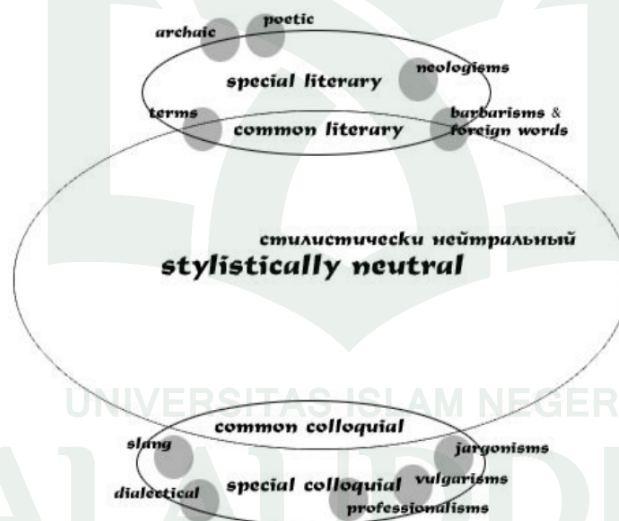 poetic
archaic
neologisms
special literary
terms
barbarisms &
foreign words
common literary
стилистически нейтральный
stylistically neutral
UNIVERSITAS ISLAM NEGER
common colloquial
slang
jargonisms
special colloquial
vulgarisms
dialectical
professionalisms